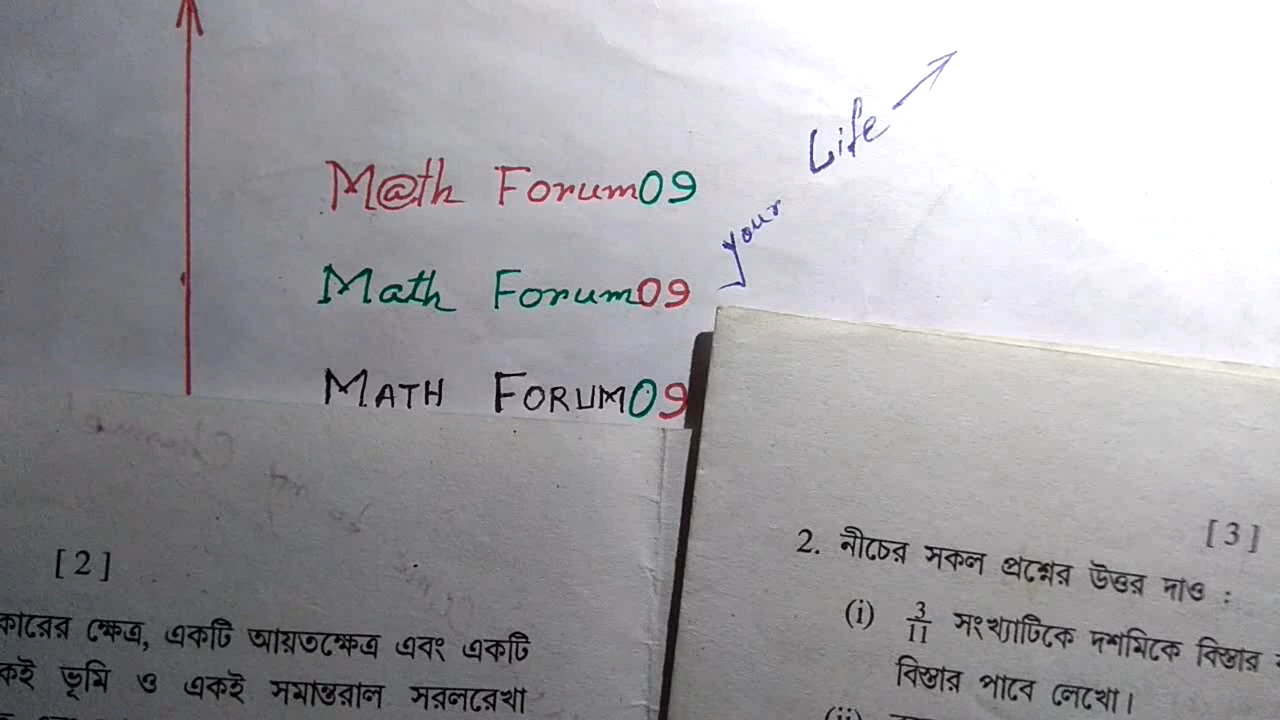 M@th Forum09
Math Forum09
MATH FORUM09
your Life
[2]
কারের ক্ষেত্র, একটি আয়তক্ষেত্র এবং একটি
কই ভূমি ও একই সমান্তরাল সরলরেখা
[3]
2. নীচের সকল প্রশ্নের উত্তর দাও :
(i) 3/11 সংখ্যাটিকে দশমিকে বিস্তার
বিস্তার পাবে লেখো।
(ii)